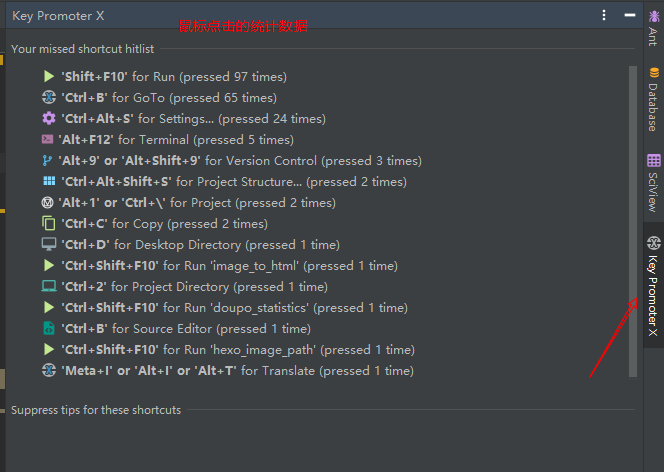 Key Promoter X
鼠标点击的统计数据
Your missed shortcut hitlist
'Shift+F10' for Run (pressed 97 times)
'Ctrl+B' for GoTo (pressed 65 times)
'Ctrl+Alt+S' for Settings... (pressed 24 times)
'Alt+F12' for Terminal (pressed 5 times)
'Alt+9' or 'Alt+Shift+9' for Version Control (pressed 3 times)
'Ctrl+Alt+Shift+S' for Project Structure... (pressed 2 times)
'Alt+1' or 'Ctrl+\' for Project (pressed 2 times)
'Ctrl+C' for Copy (pressed 2 times)
'Ctrl+D' for Desktop Directory (pressed 1 time)
'Ctrl+Shift+F10' for Run 'image_to_html' (pressed 1 time)
'Ctrl+2' for Project Directory (pressed 1 time)
'Ctrl+Shift+F10' for Run 'doupo_statistics' (pressed 1 time)
'Ctrl+B' for Source Editor (pressed 1 time)
'Ctrl+Shift+F10' for Run 'hexo_image_path' (pressed 1 time)
'Meta+I' or 'Alt+I' or 'Alt+T' for Translate (pressed 1 time)
Suppress tips for these shortcuts
Ant
Database
SciView
Key Promoter X